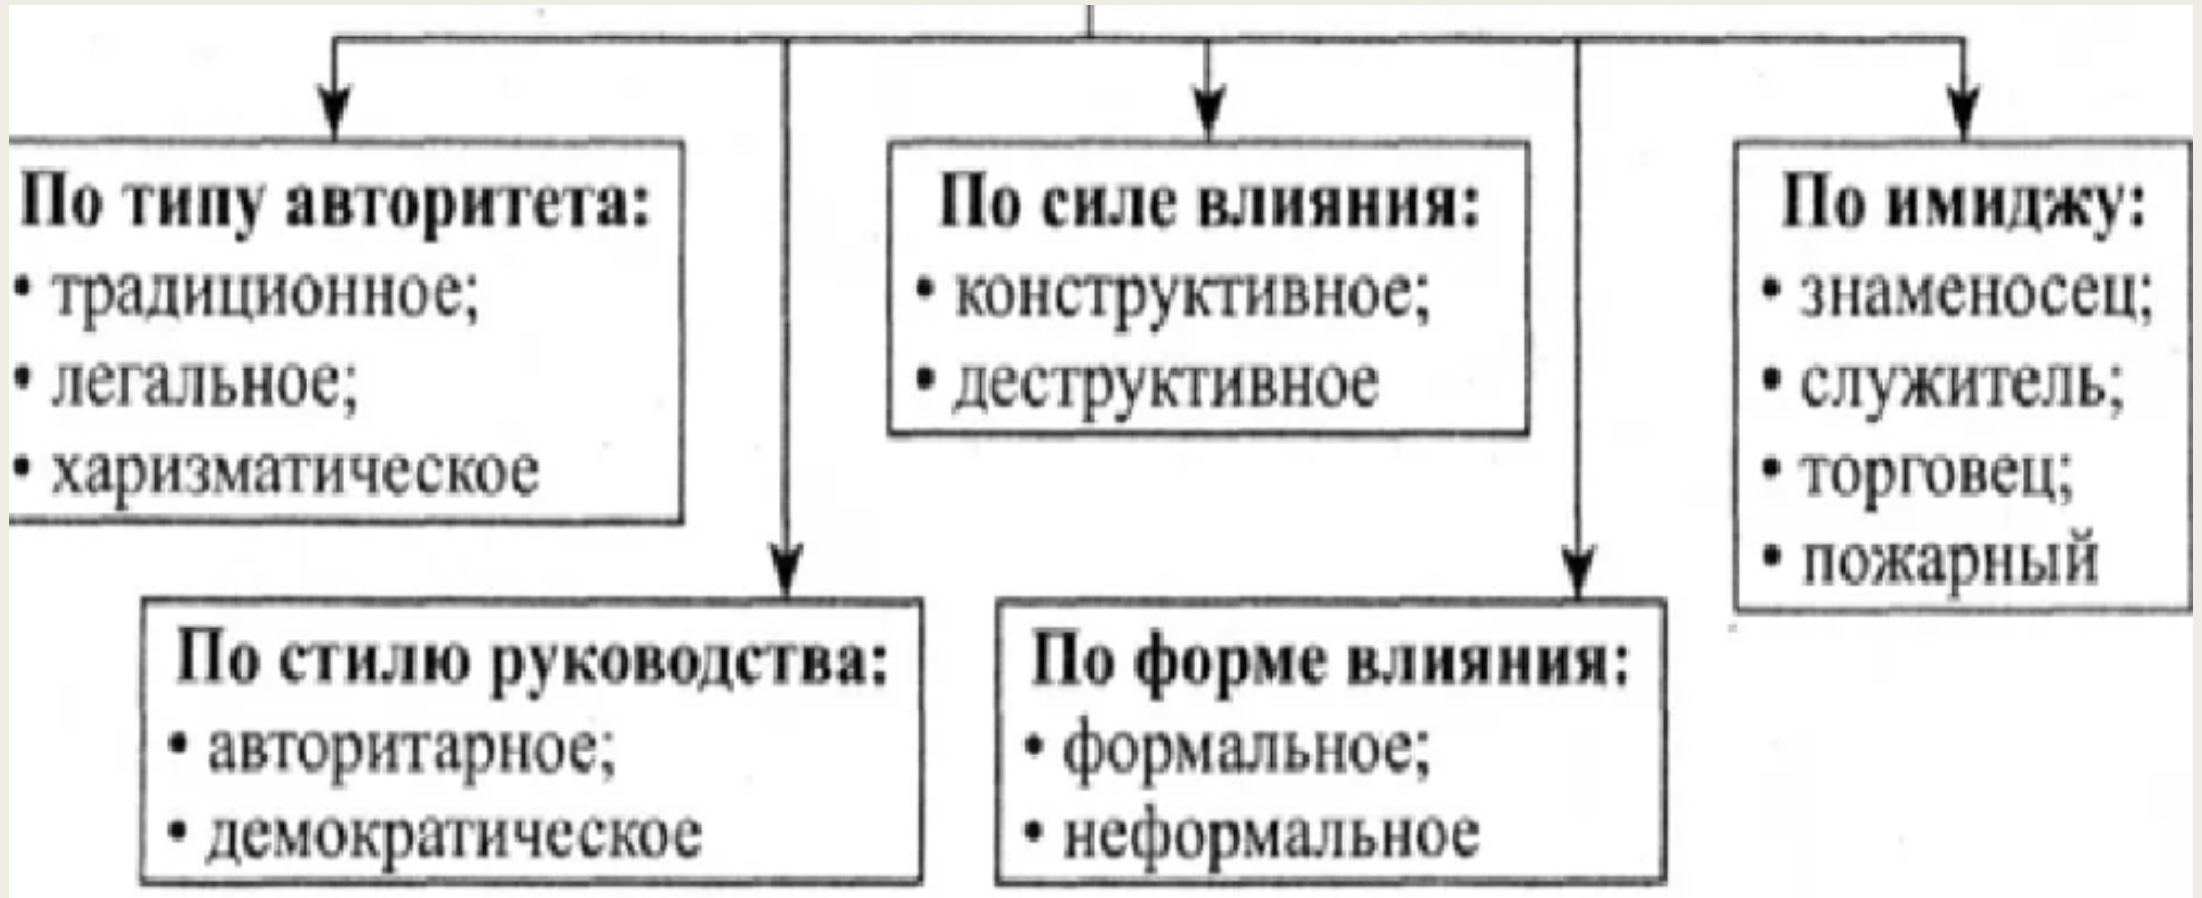 По типу авторитета:
• традиционное;
• легальное;
• харизматическое
По силе влияния:
• конструктивное;
• деструктивное
По имиджу:
• знаменосец;
• служитель;
• торговец;
• пожарный
По стилю руководства:
• авторитарное;
• демократическое
По форме влияния:
• формальное;
• неформальное